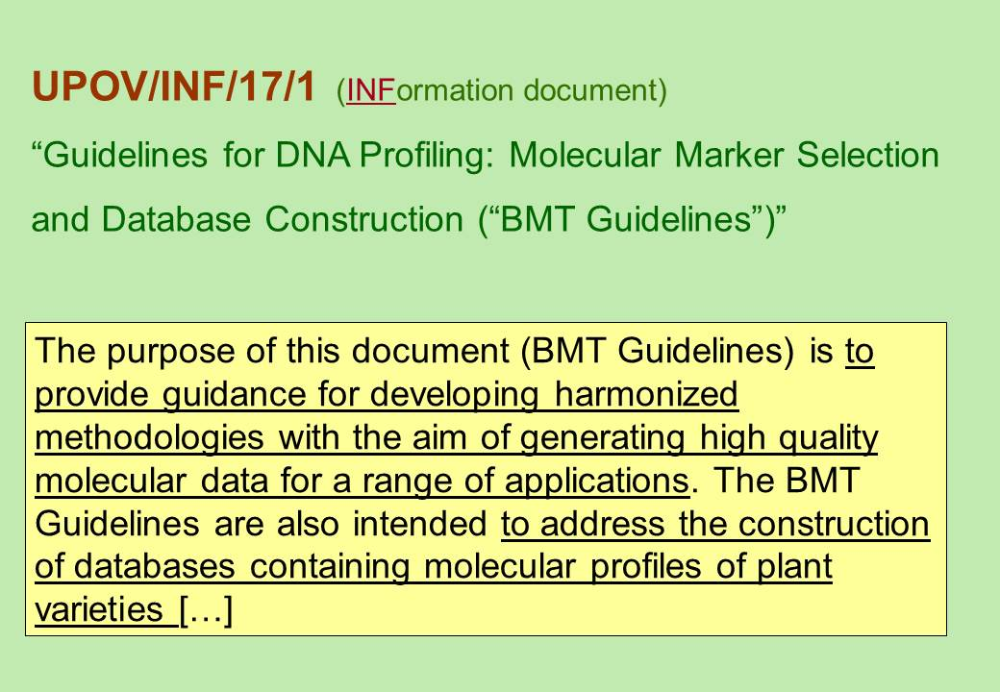 UPOV/INF/17/1 (INFormation document)
“Guidelines for DNA Profiling: Molecular Marker Selection
and Database Construction (“BMT Guidelines”)”
The purpose of this document (BMT Guidelines) is to
provide guidance for developing harmonized
methodologies with the aim of generating high quality
molecular data for a range of applications. The BMT
Guidelines are also intended to address the construction
of databases containing molecular profiles of plant
varieties […]